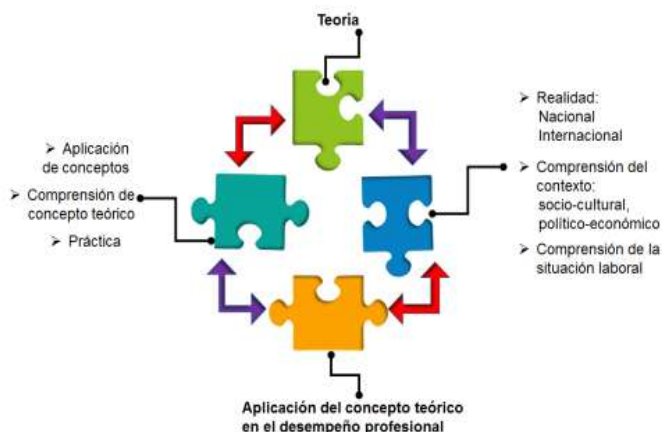 Teoría
➢ Aplicación
de conceptos
➢ Comprensión de
concepto teórico
➢ Práctica
➢ Realidad:
Nacional
Internacional
➢ Comprensión del
contexto:
socio-cultural,
político-económico
➢ Comprensión de la
situación laboral
Aplicación del concepto teórico
en el desempeño profesional